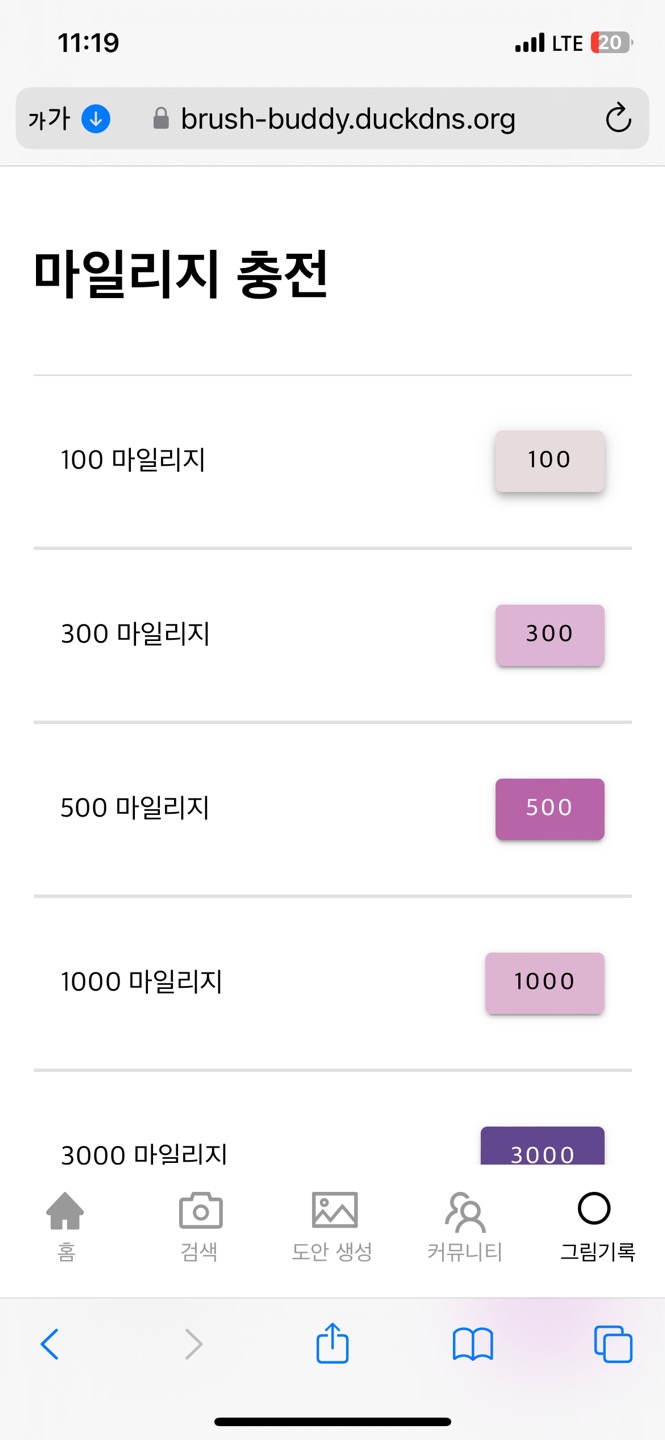 11:19 LTE 20
가가 brush-buddy.duckdns.org
마일리지 충전
100 마일리지 100
300 마일리지 300
500 마일리지 500
1000 마일리지 1000
3000 마일리지 3000
홈 검색 도안 생성 커뮤니티 그림기록